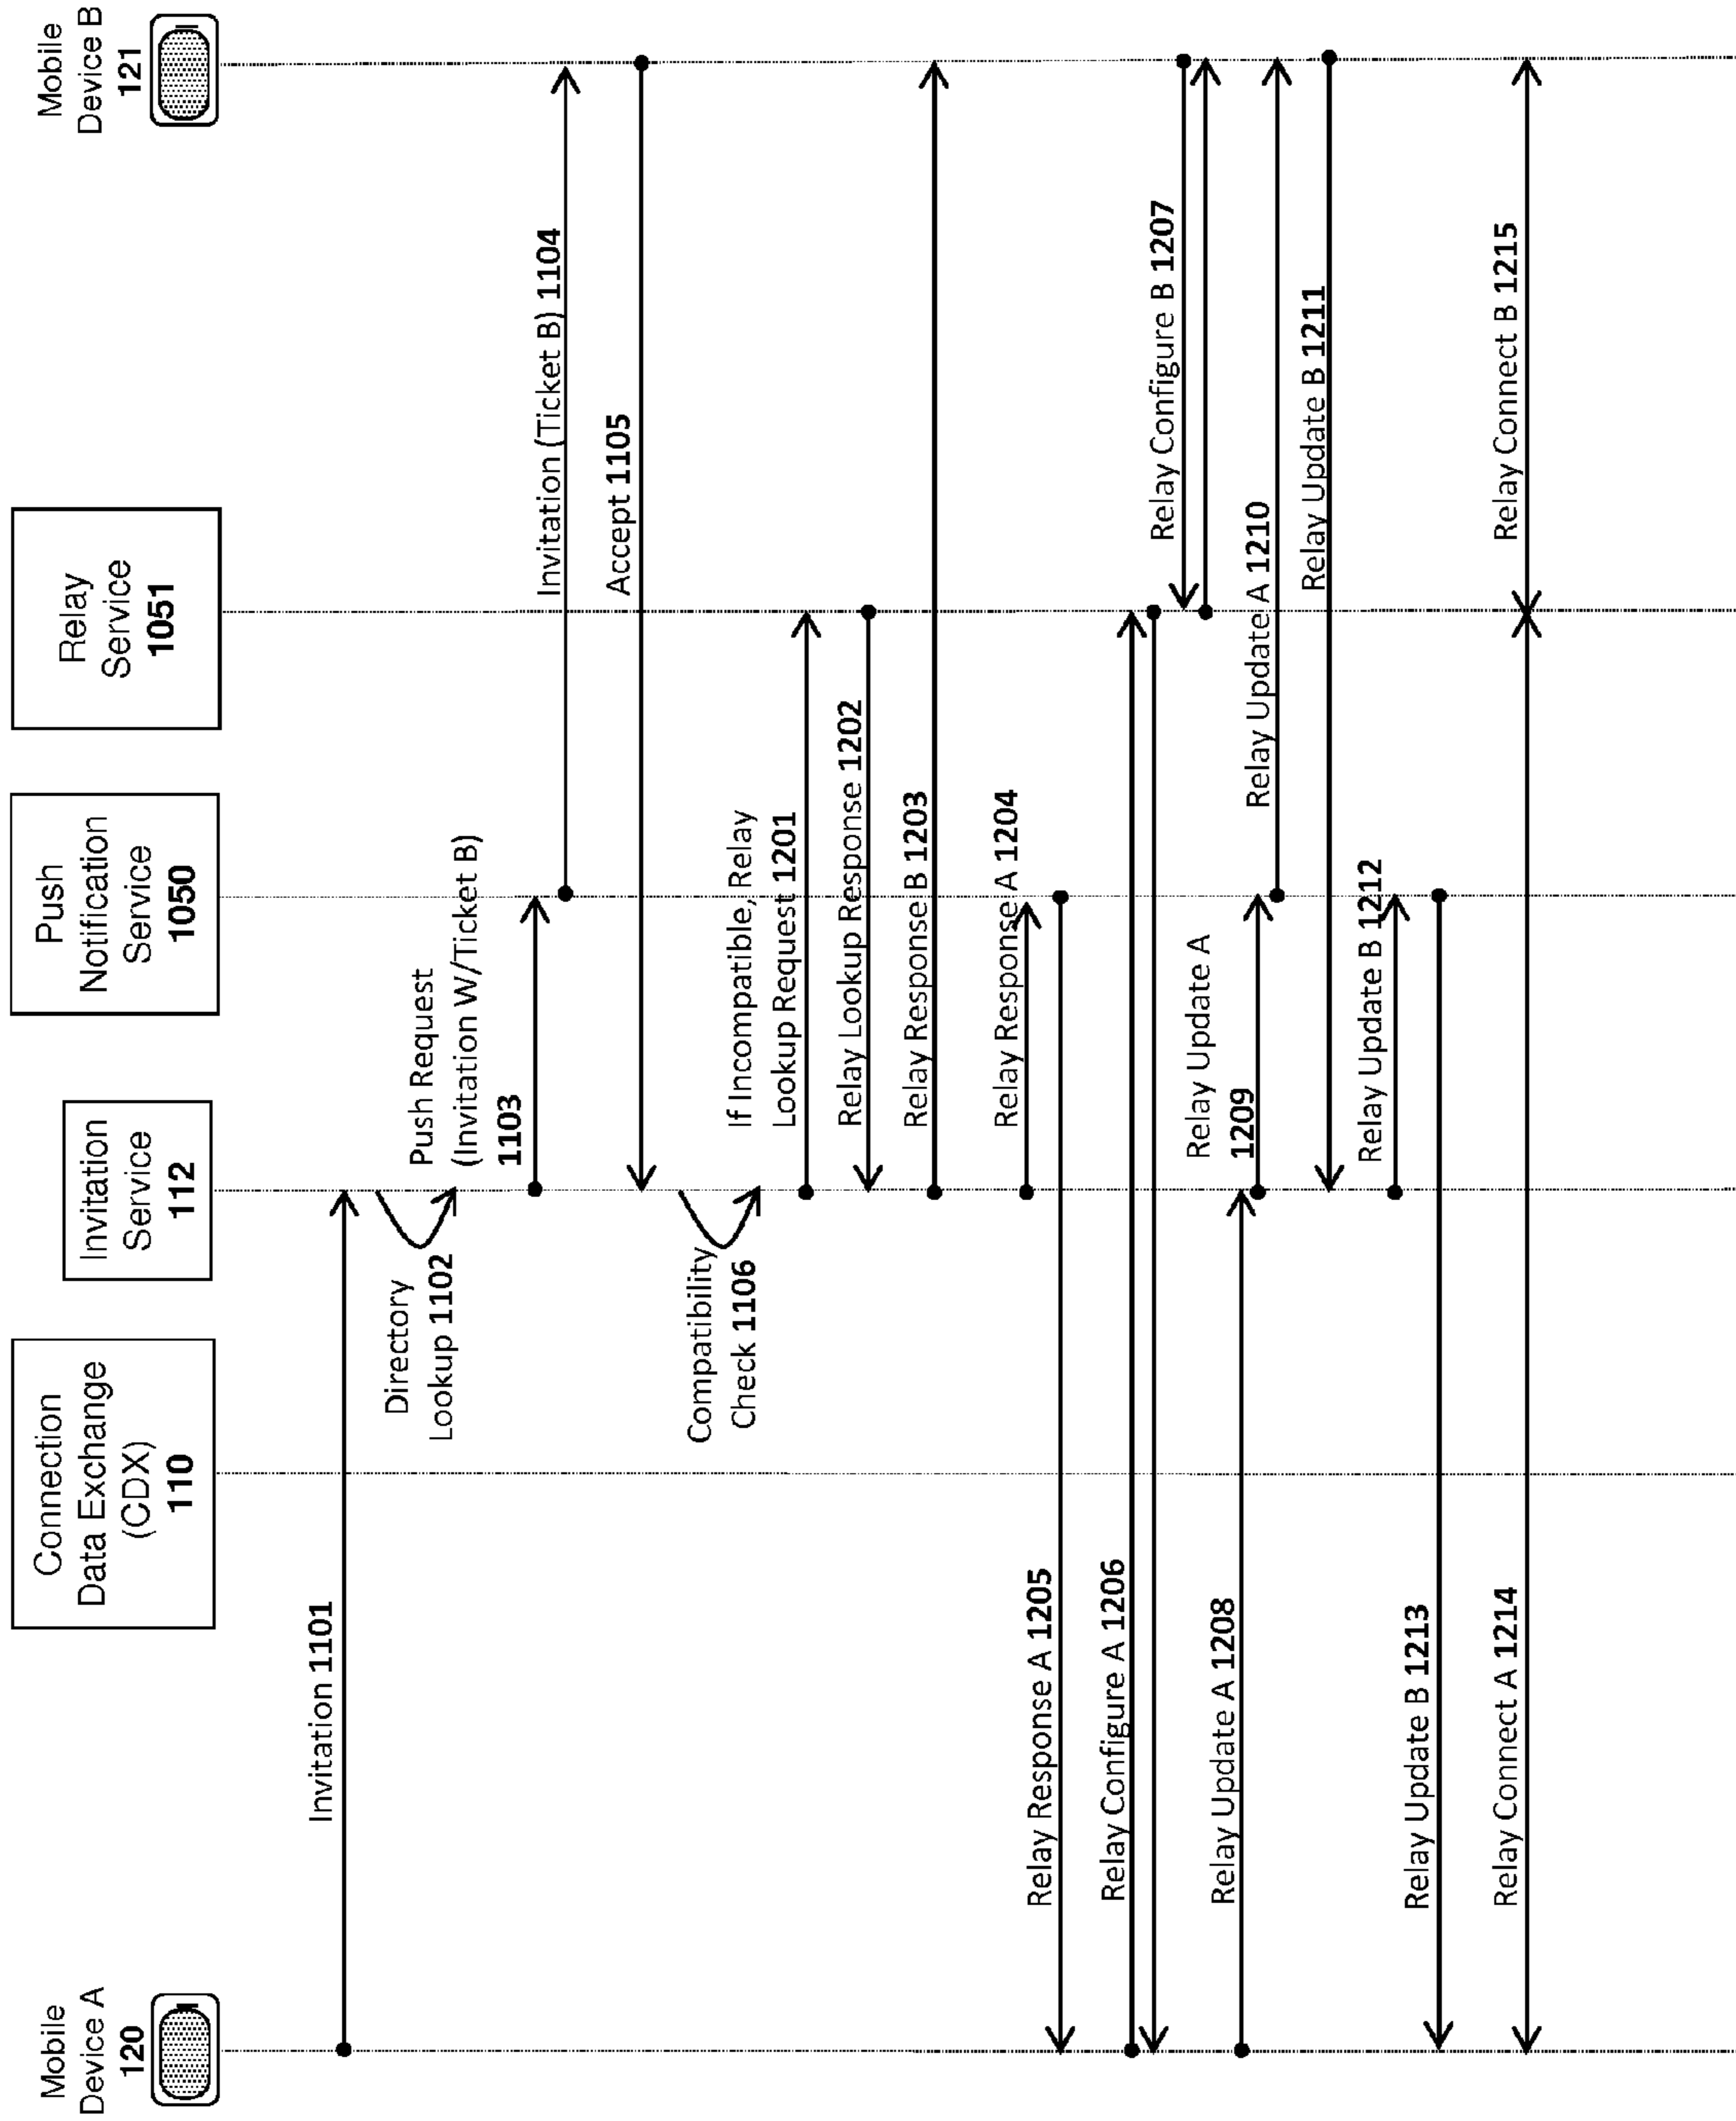 Mobile
Device A
120
Connection
Data Exchange
(CDX)
110
Invitation
Service
112
Push
Notification
Service
1050
Relay
Service
1051
Mobile
Device B
121
Invitation 1101
Directory
Lookup 1102
Push Request
(Invitation W/Ticket B)
1103
Invitation (Ticket B) 1104
Accept 1105
Compatibility
Check 1106
If Incompatible, Relay
Lookup Request 1201
Relay Lookup Response 1202
Relay Response B 1203
Relay Response A 1204
Relay Response A 1205
Relay Configure A 1206
Relay Configure B 1207
Relay Update A 1208
Relay Update A
1209
Relay Update A 1210
Relay Update B 1211
Relay Update B 1212
Relay Update B 1213
Relay Connect A 1214
Relay Connect B 1215